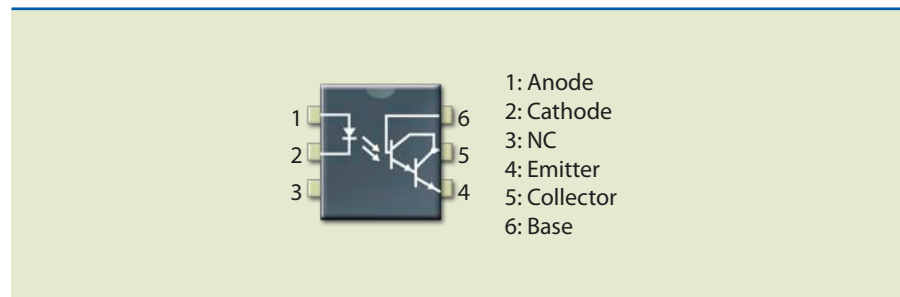 1
2
3
6
5
4
1: Anode
2: Cathode
3: NC
4: Emitter
5: Collector
6: Base